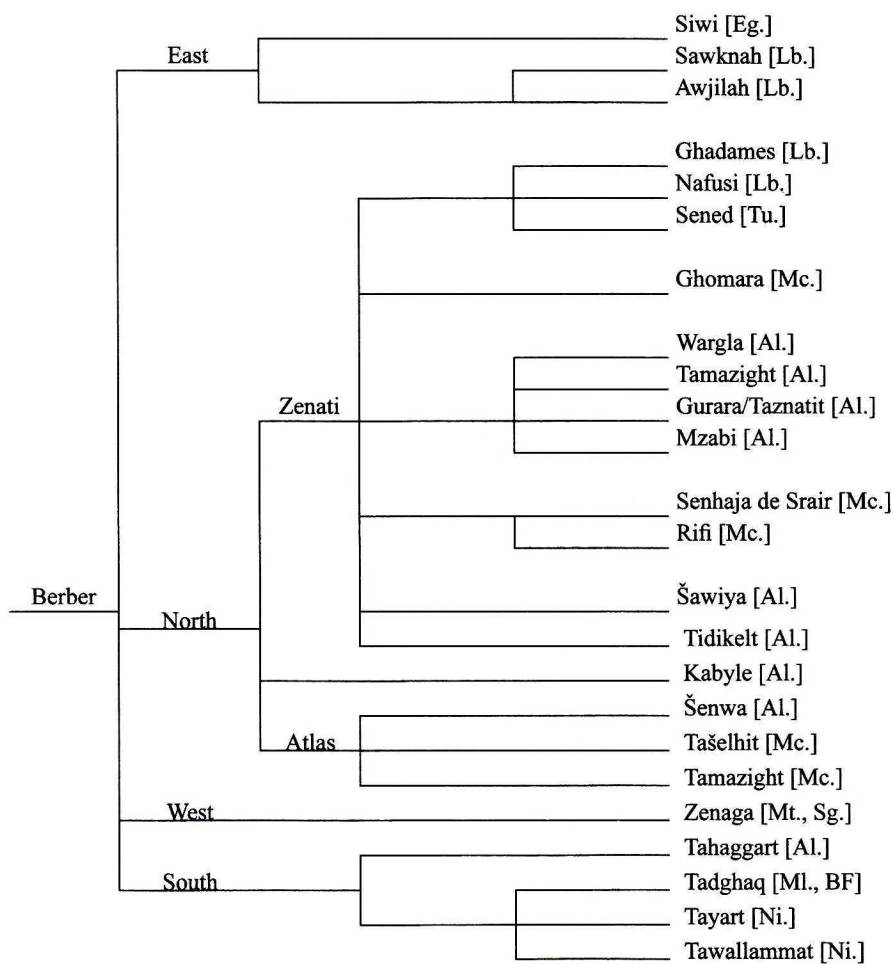 Siwi [Eg.]
East
Sawknah [Lb.]
Awjilah [Lb.]
Ghadames [Lb.]
Nafusi [Lb.]
Sened [Tu.]
Ghomara [Mc.]
Wargla [Al.]
Tamazight [Al.]
Zenati
Gurara/Taznatit [Al.]
Mzabi [Al.]
Senhaja de Srair [Mc.]
Rifi [Mc.]
Berber
Šawiya [Al.]
North
Tidikelt [Al.]
Kabyle [Al.]
Šenwa [Al.]
Atlas
Tašelhit [Mc.]
Tamazight [Mc.]
West
Zenaga [Mt., Sg.]
Tahaggart [Al.]
South
Tadghaq [Ml., BF]
Tayart [Ni.]
Tawallammat [Ni.]